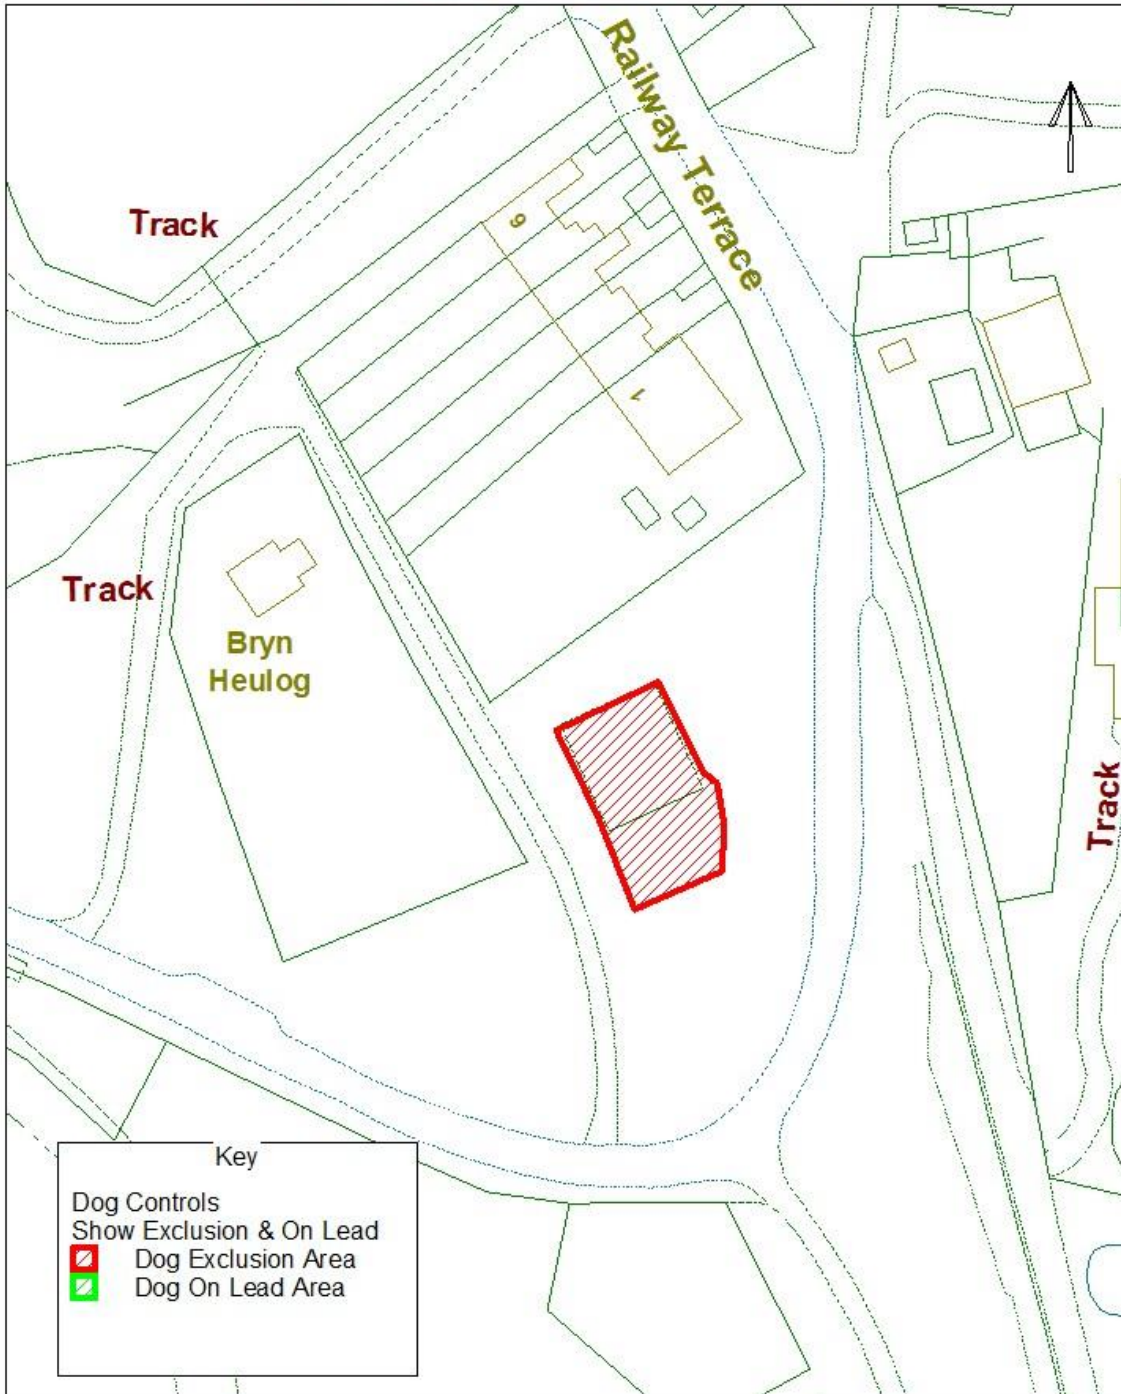 Railway Terrace
Track
6
1
Track
Bryn
Heulog
Track
Key
Dog Controls
Show Exclusion & On Lead
Dog Exclusion Area
Dog On Lead Area